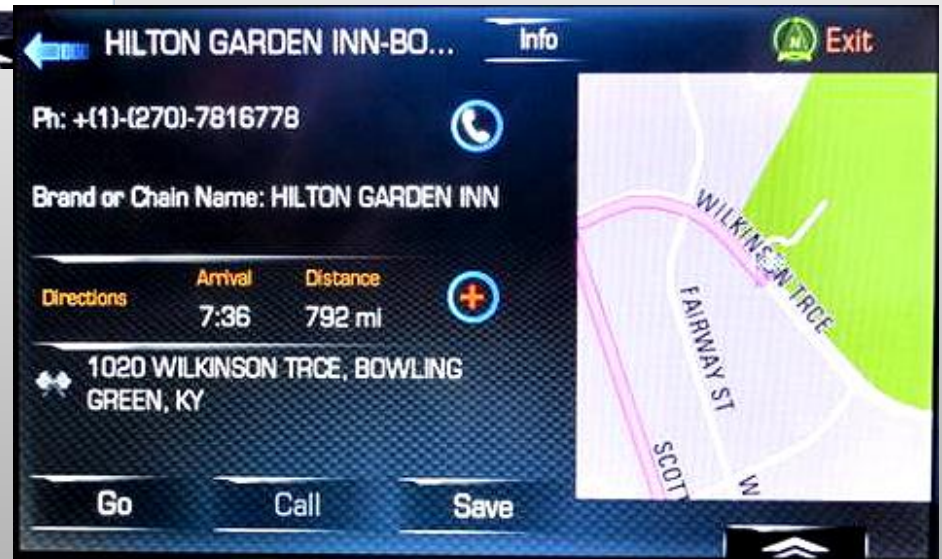 HILTON GARDEN INN-BO...
Info
Exit
Ph: +(1)-(270)-7816778
Brand or Chain Name: HILTON GARDEN INN
Directions
Arrival
7:36
Distance
792 mi
1020 WILKINSON TRCE, BOWLING
GREEN, KY
Go
Call
Save
N
WILKINSON TRCE
FAIRWAY ST
SCOTT
W